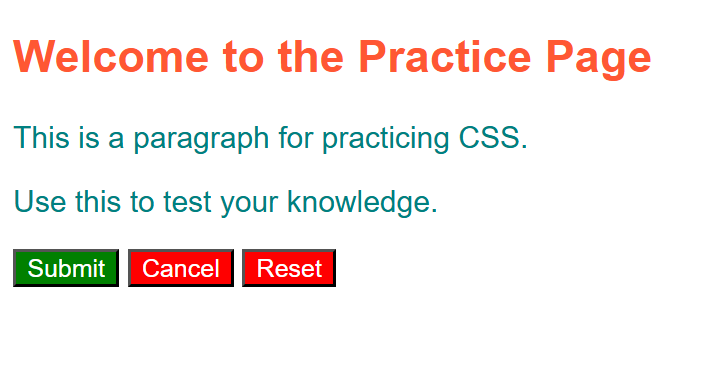 Welcome to the Practice Page
This is a paragraph for practicing CSS.
Use this to test your knowledge.
Submit Cancel Reset